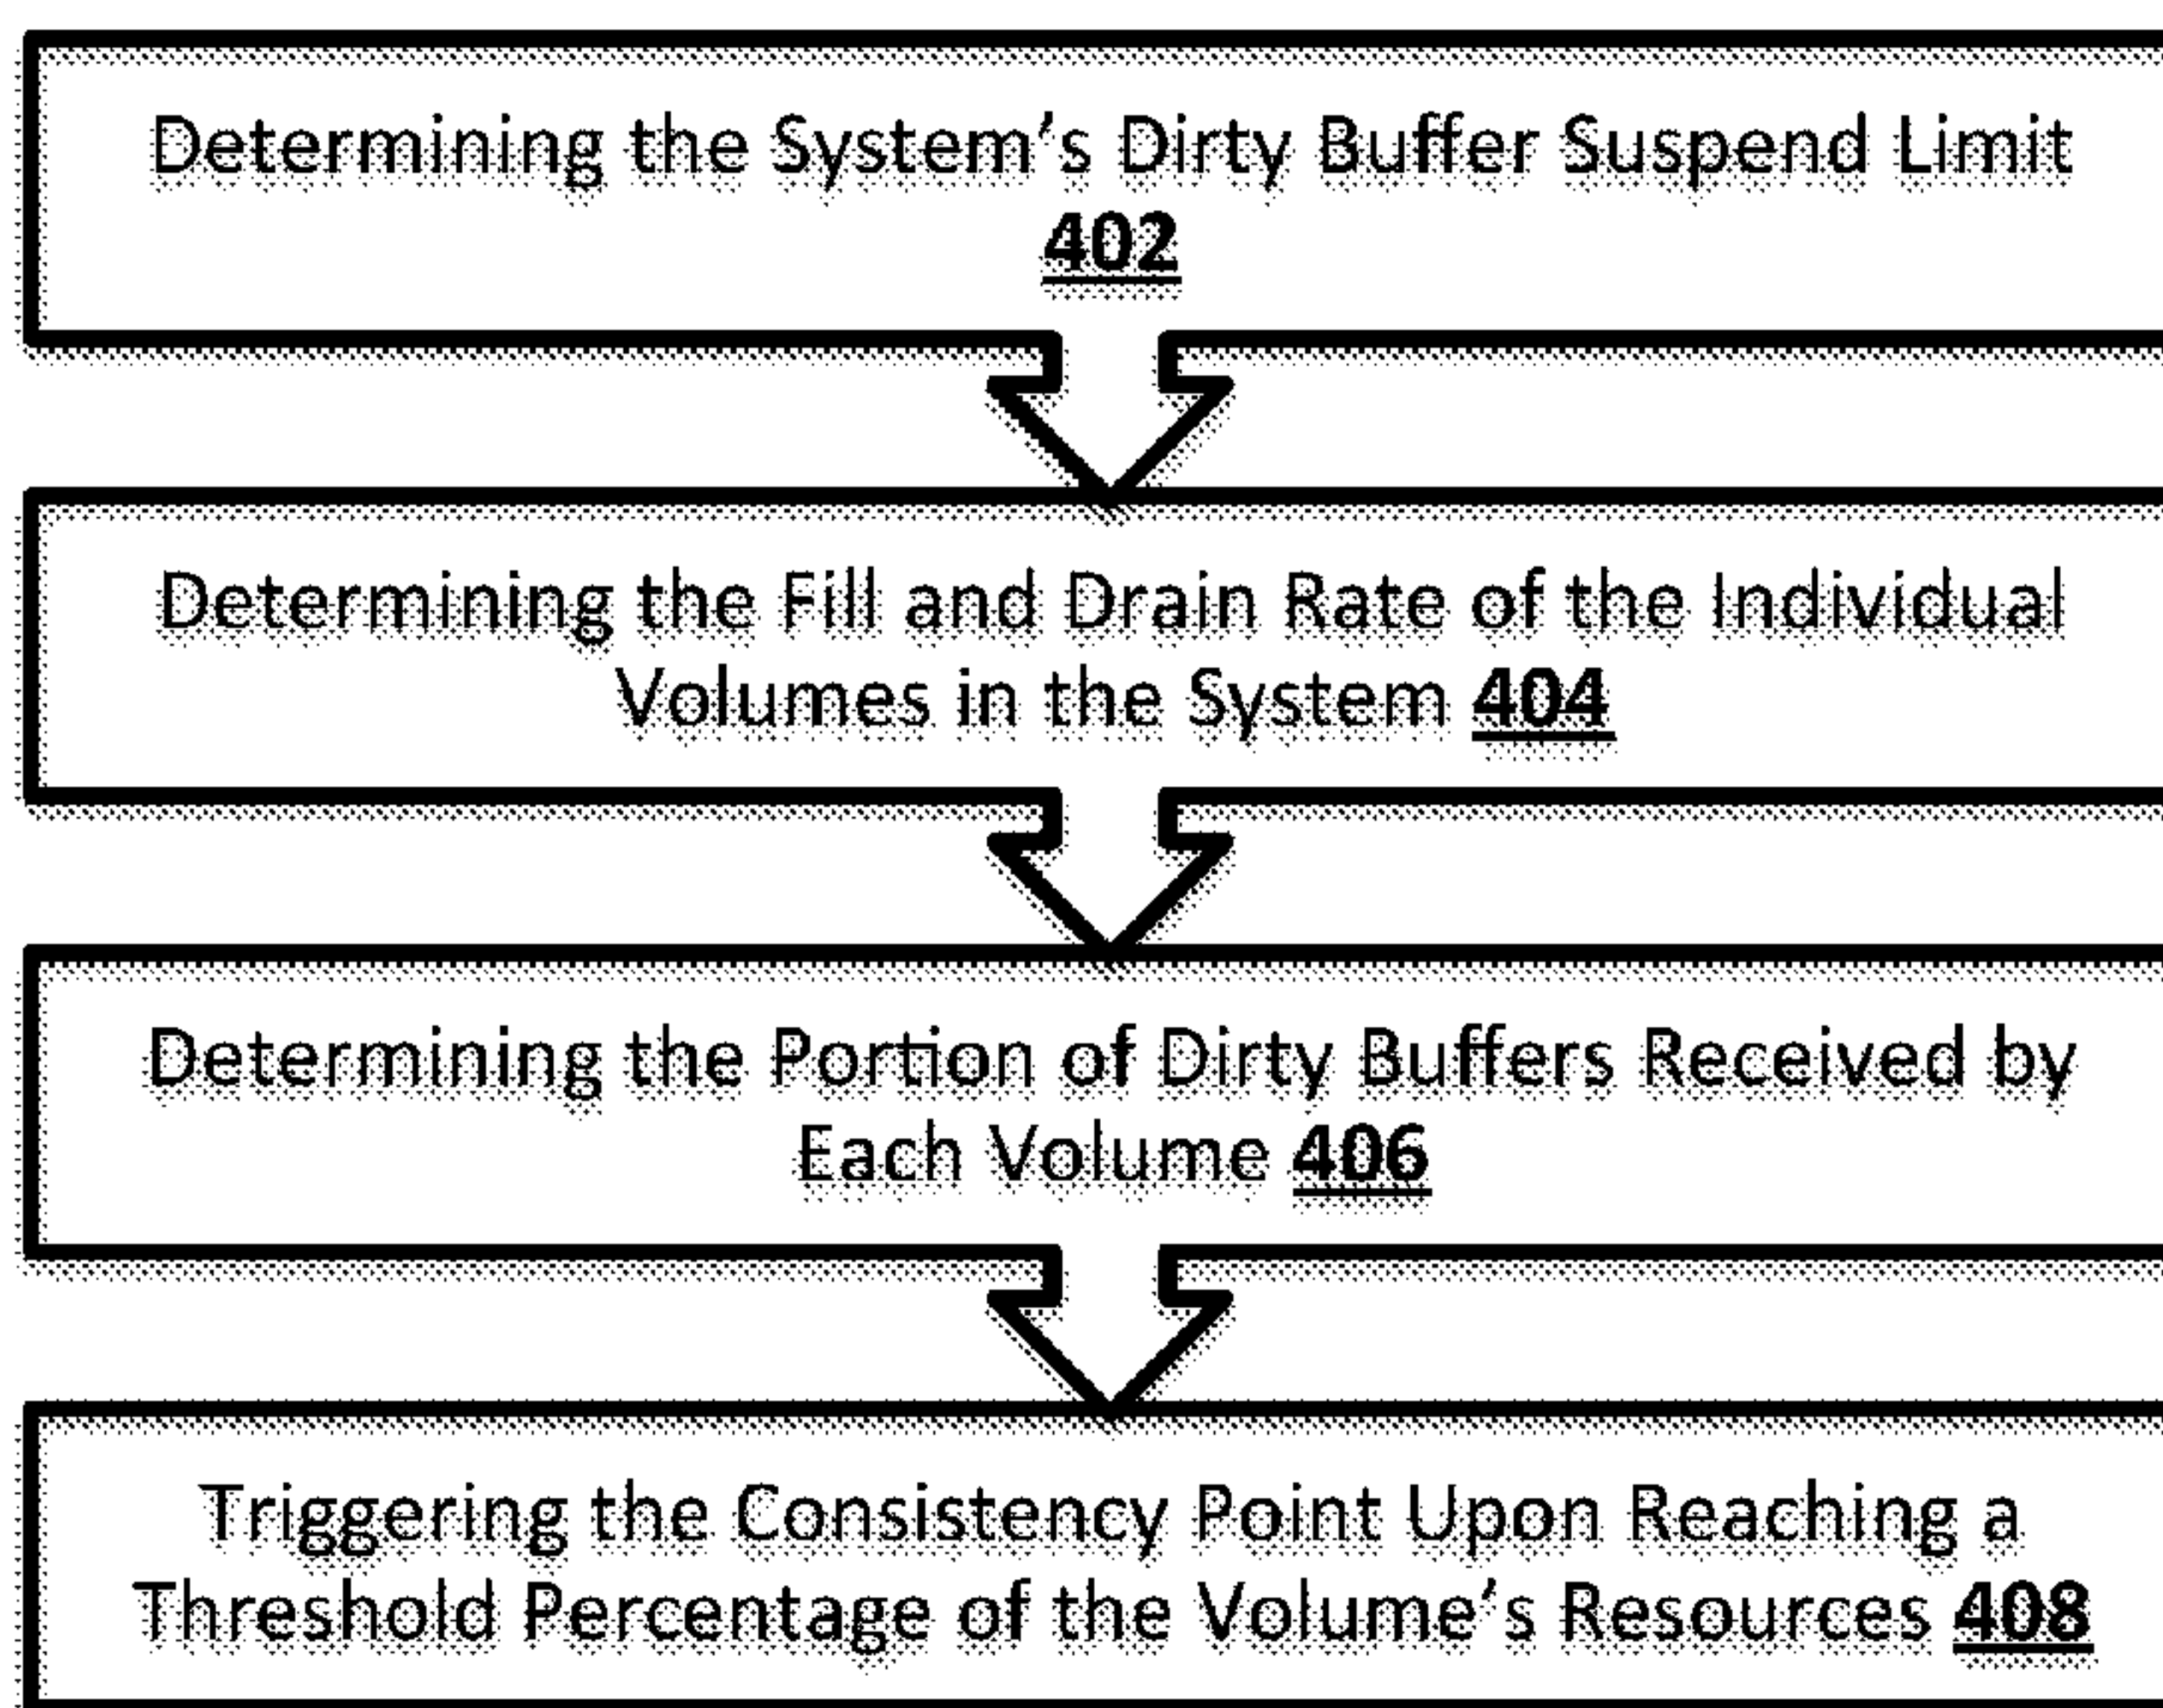 Determining the System's Dirty Buffer Suspend Limit
402
Determining the Fill and Drain Rate of the Individual
Volumes in the System 404
Determining the Portion of Dirty Buffers Received by
Each Volume 406
Triggering the Consistency Point Upon Reaching a
Threshold Percentage of the Volume's Resources 408